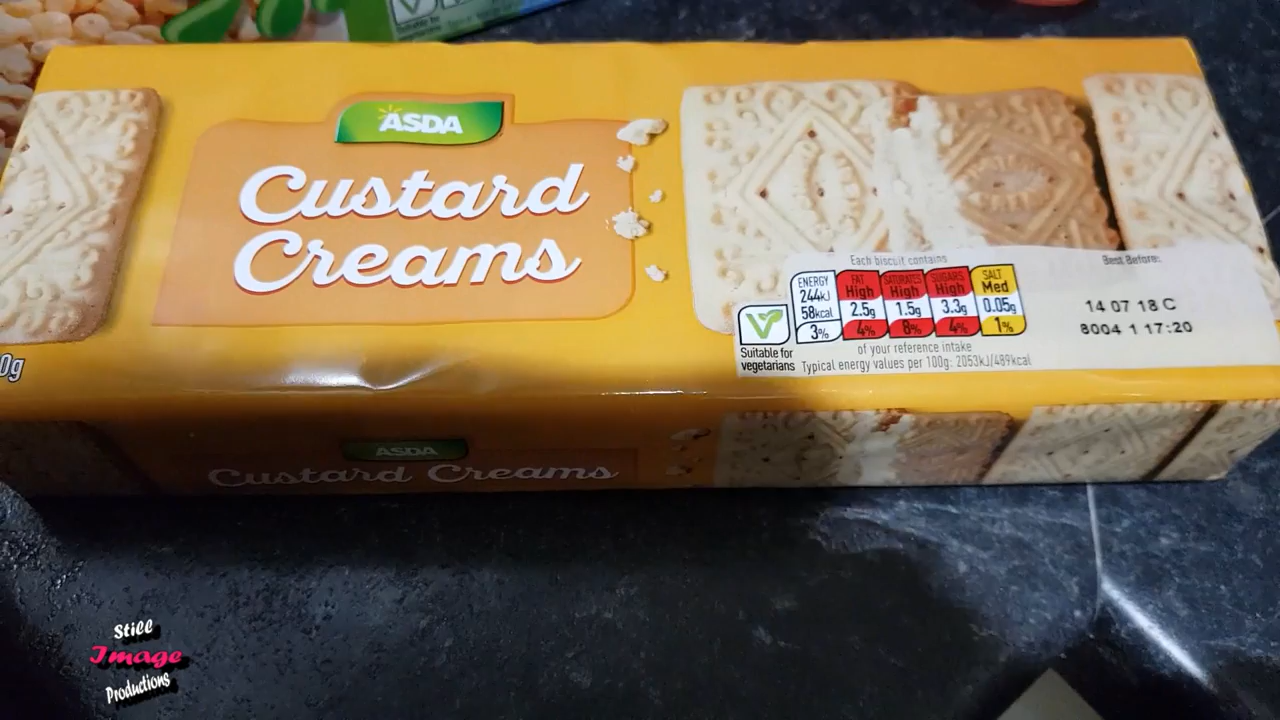 Suitable for
ASDA
Custard
Creams
0g
Each biscuit contains
ENERGY
244kJ
58kcal
3%
FAT
High
2.5g
4%
SATURATES
High
1.5g
8%
SUGARS
High
3.3g
4%
SALT
Med
0.05g
1%
of your reference intake
Typical energy values per 100g: 2053kJ/489kcal
Suitable for
vegetarians
Best Before:
14 07 18 C
8004 1 17:20
ASDA
Custard Creams
Still
Image
Productions